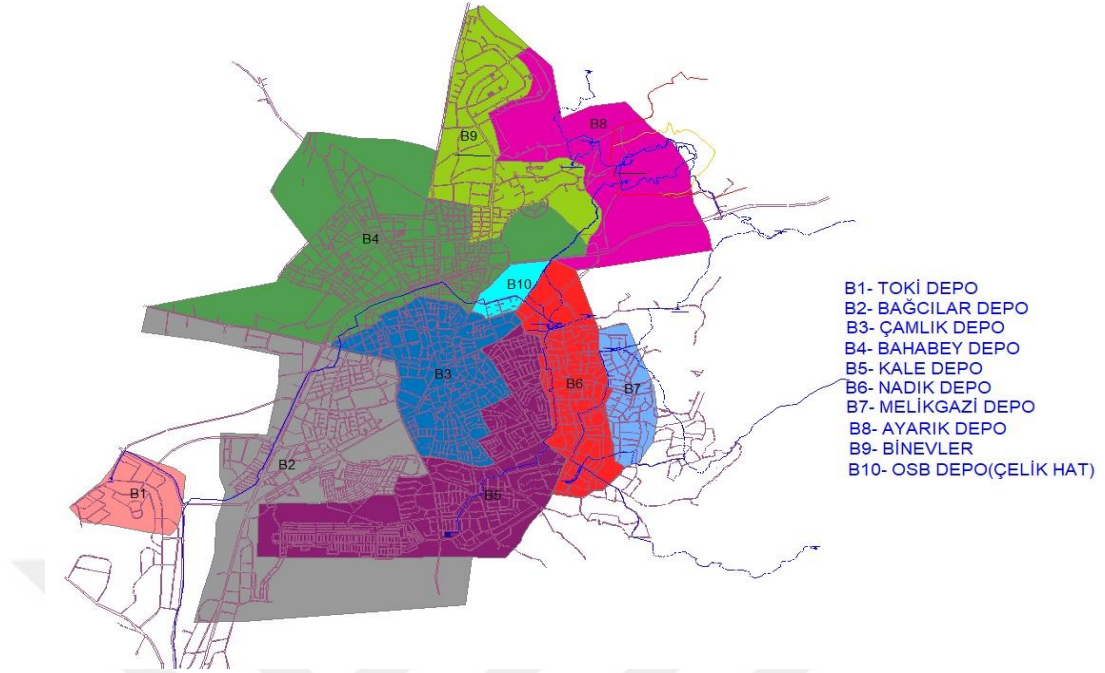 B9
B8
B4
B10
B3
B6
B7
B2
B1
B5
B1- TOKİ DEPO
B2- BAĞCILAR DEPO
B3- ÇAMLIK DEPO
B4- BAHABEY DEPO
B5- KALE DEPO
B6- NADIK DEPO
B7- MELİKGAZİ DEPO
B8- AYARIK DEPO
B9- BİNEVLER
B10- OSB DEPO(ÇELİK HAT)